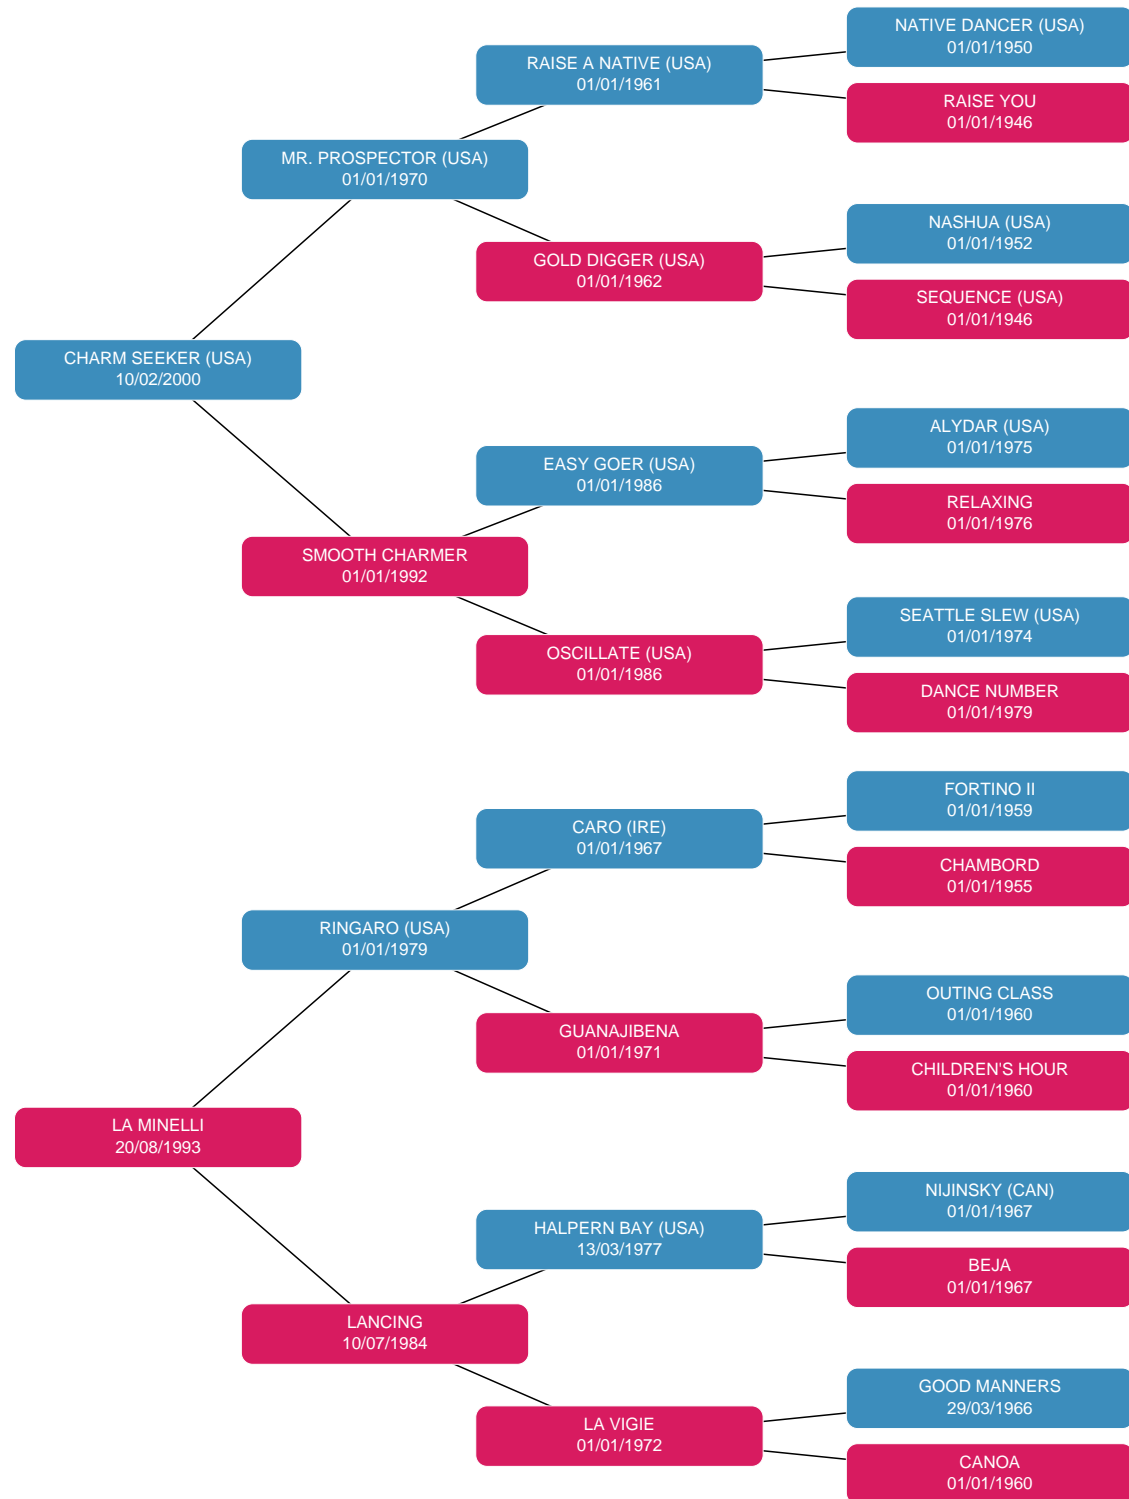 NATIVE DANCER (USA)
01/01/1950
RAISE A NATIVE (USA)
01/01/1961
RAISE YOU
01/01/1946
MR. PROSPECTOR (USA)
01/01/1970
NASHUA (USA)
01/01/1952
GOLD DIGGER (USA)
01/01/1962
SEQUENCE (USA)
01/01/1946
CHARM SEEKER (USA)
10/02/2000
ALYDAR (USA)
01/01/1975
EASY GOER (USA)
01/01/1986
RELAXING
01/01/1976
SMOOTH CHARMER
01/01/1992
SEATTLE SLEW (USA)
01/01/1974
OSCILLATE (USA)
01/01/1986
DANCE NUMBER
01/01/1979
FORTINO II
01/01/1959
CARO (IRE)
01/01/1967
CHAMBORD
01/01/1955
RINGARO (USA)
01/01/1979
OUTING CLASS
01/01/1960
GUANAJIBENA
01/01/1971
CHILDREN'S HOUR
01/01/1960
LA MINELLI
20/08/1993
NIJINSKY (CAN)
01/01/1967
HALPERN BAY (USA)
13/03/1977
BEJA
01/01/1967
LANCING
10/07/1984
GOOD MANNERS
29/03/1966
LA VIGIE
01/01/1972
CANOA
01/01/1960